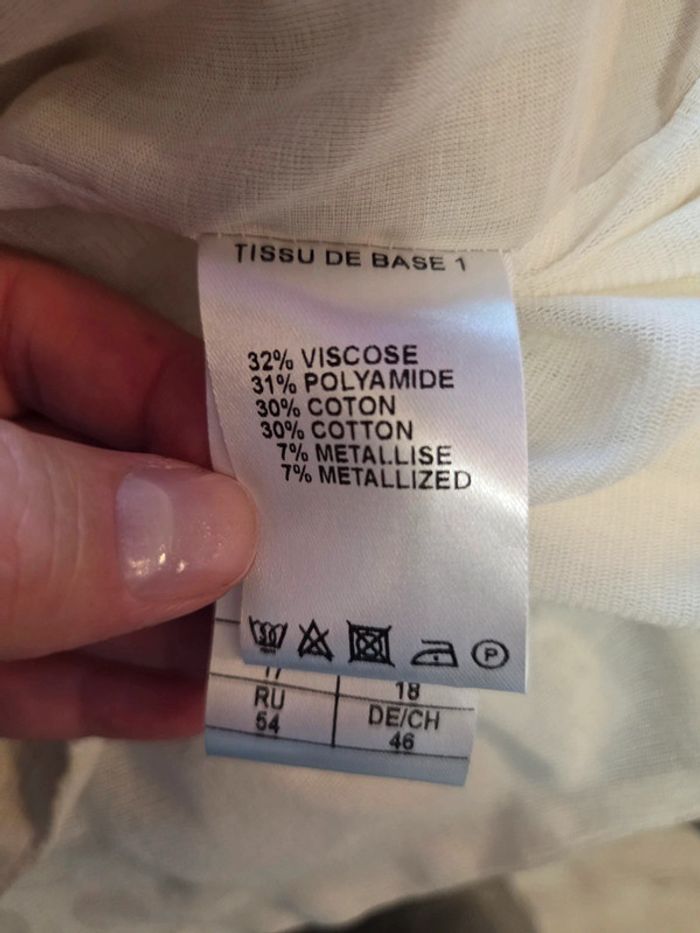 TISSU DE BASE 1
32% VISCOSE
31% POLYAMIDE
30% COTON
30% COTTON
7% METALLISE
7% METALLIZED
30
P
18
RU
DE/CH
54
46